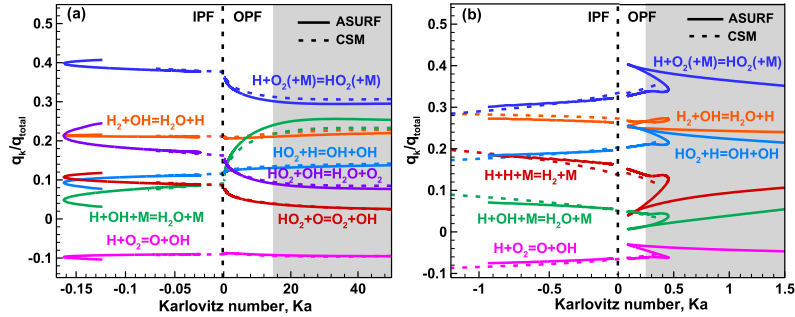 (a)
IPF OPF
ASURF
CSM
H+O₂(+M)=HO₂(+M)
H₂+OH=H₂O+H
HO₂+H=OH+OH
HO₂+OH=H₂O+O₂
H+OH+M=H₂O+M
HO₂+O=O₂+OH
H+O₂=O+OH
qₖ/q_total
0.5
0.4
0.3
0.2
0.1
0
-0.1
-0.15 -0.1 -0.05 0 20 40
Karlovitz number, Ka
(b)
IPF OPF
ASURF
CSM
H+O₂(+M)=HO₂(+M)
H₂+OH=H₂O+H
HO₂+H=OH+OH
H+H+M=H₂+M
H+OH+M=H₂O+M
H+O₂=O+OH
0.5
0.4
0.3
0.2
0.1
0
-0.1
-1 -0.5 0 0.5 1 1.5
Karlovitz number, Ka